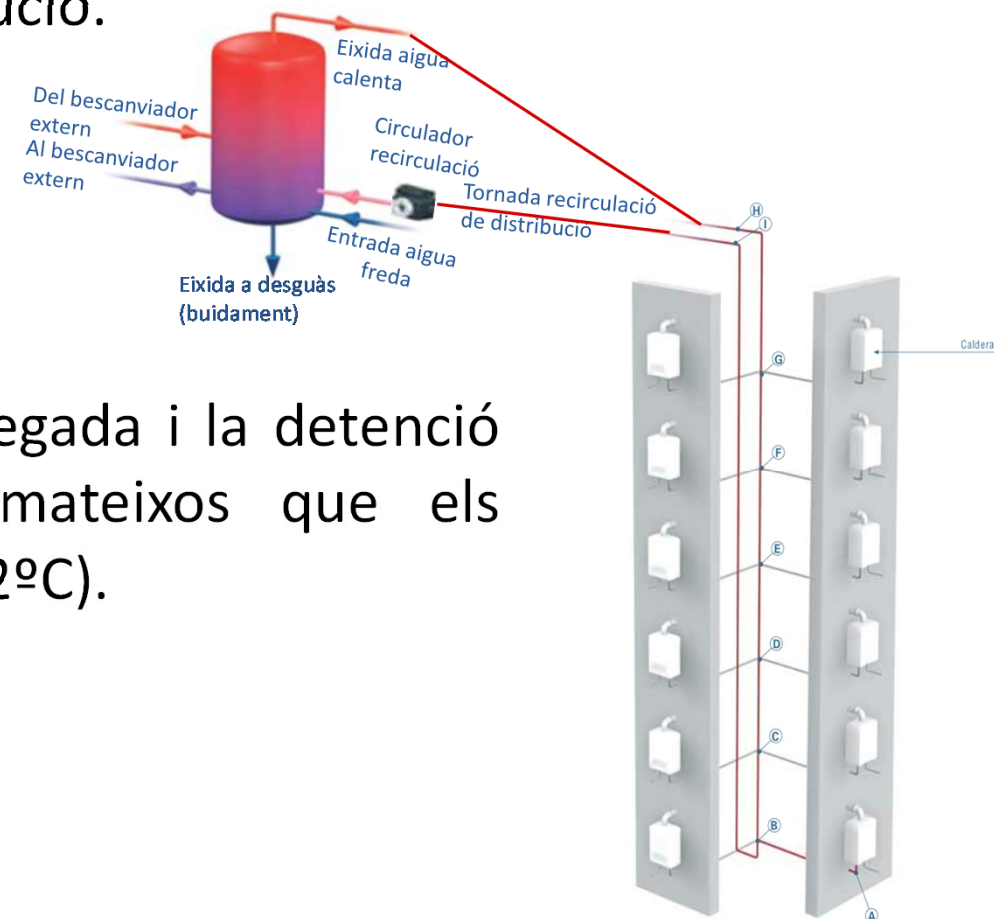 ució.
Eixida aigua
calenta
Del bescanviador
extern
Al bescanviador
extern
Circulador
recirculació
Tornada recirculació
de distribució
Entrada aigua
freda
Eixida a desguàs
(buidament)
H
I
Caldera
G
F
E
D
C
B
A
egada i la detenció
mateixos que els
2ºC).